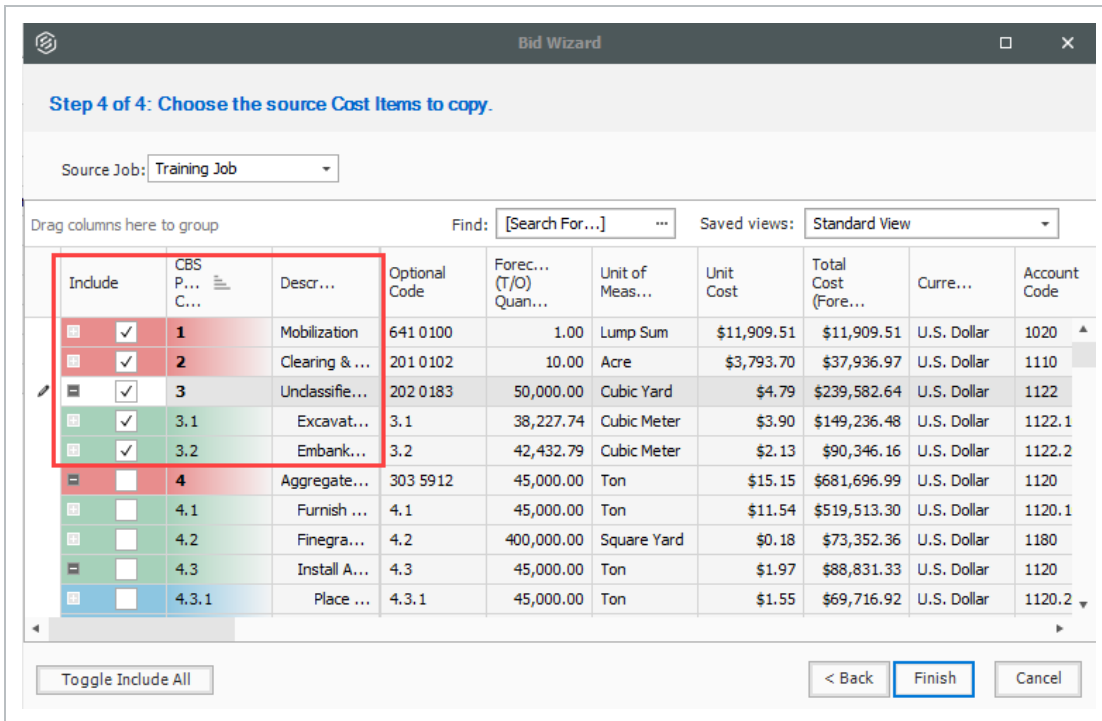 Bid Wizard
Step 4 of 4: Choose the source Cost Items to copy.
Source Job: Training Job
Drag columns here to group Find: [Search For...] ... Saved views: Standard View
Include CBS P... C... Descr... Optional Code Forec... (T/O) Quan... Unit of Meas... Unit Cost Total Cost (Fore... Curre... Account Code
1 Mobilization 641 0100 1.00 Lump Sum $11,909.51 $11,909.51 U.S. Dollar 1020
2 Clearing & ... 201 0102 10.00 Acre $3,793.70 $37,936.97 U.S. Dollar 1110
3 Unclassifie... 202 0183 50,000.00 Cubic Yard $4.79 $239,582.64 U.S. Dollar 1122
3.1 Excavat... 3.1 38,227.74 Cubic Meter $3.90 $149,236.48 U.S. Dollar 1122.1
3.2 Embank... 3.2 42,432.79 Cubic Meter $2.13 $90,346.16 U.S. Dollar 1122.2
4 Aggregate... 303 5912 45,000.00 Ton $15.15 $681,696.99 U.S. Dollar 1120
4.1 Furnish ... 4.1 45,000.00 Ton $11.54 $519,513.30 U.S. Dollar 1120.1
4.2 Finegra... 4.2 400,000.00 Square Yard $0.18 $73,352.36 U.S. Dollar 1180
4.3 Install A... 4.3 45,000.00 Ton $1.97 $88,831.33 U.S. Dollar 1120
4.3.1 Place ... 4.3.1 45,000.00 Ton $1.55 $69,716.92 U.S. Dollar 1120.2
Toggle Include All < Back Finish Cancel